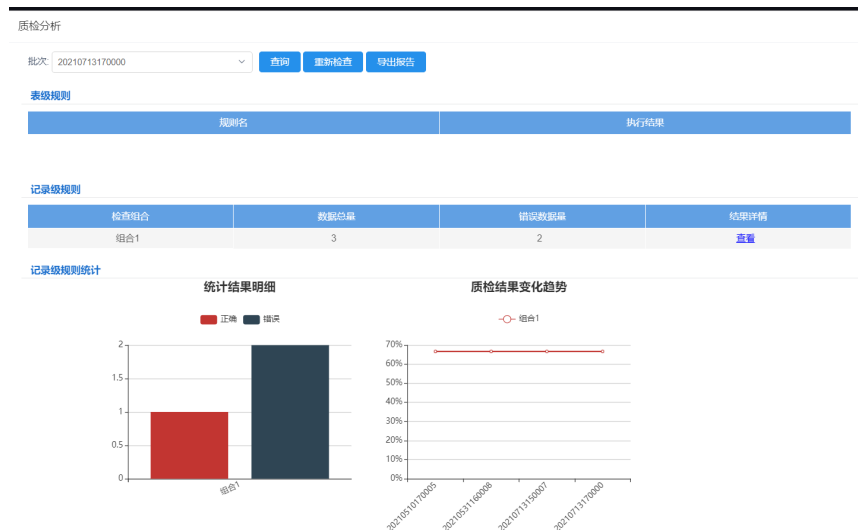 质检分析
批次: 20210713170000 查询 重新检查 导出报告
表级规则
规则名 执行结果
记录级规则
检查组合 数据总量 错误数据量 结果详情
组合1 3 2 查看
记录级规则统计
统计结果明细
正确 错误
2
1.5
1
0.5
0
组合1
质检结果变化趋势
组合1
70%
60%
50%
40%
30%
20%
10%
0%
20210510170005
20210531160008
20210713150007
20210713170000